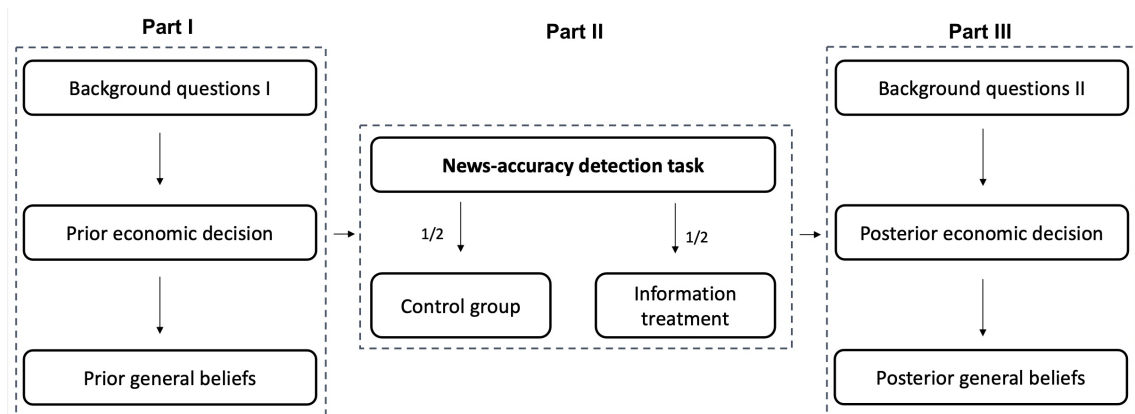 Part I
Background questions I
Prior economic decision
Prior general beliefs
Part II
News-accuracy detection task
1/2
1/2
Control group
Information
treatment
Part III
Background questions II
Posterior economic decision
Posterior general beliefs